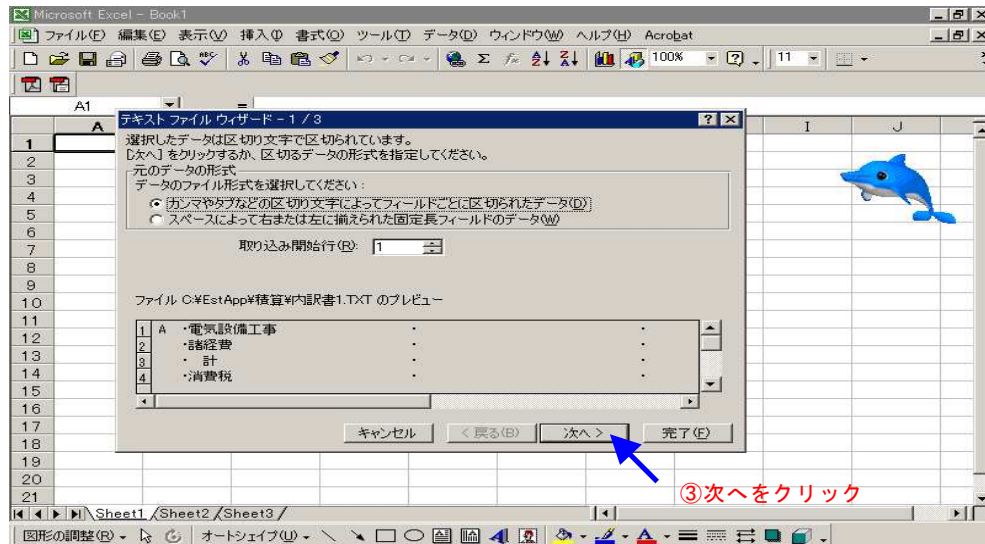 Microsoft Excel - Book1
ファイル(F) 編集(E) 表示(V) 挿入(I) 書式(O) ツール(T) データ(D) ウィンドウ(W) ヘルプ(H) Acrobat
100% 11
A1 =
テキスト ファイル ウィザード - 1 / 3
A I J
選択したデータは区切り文字で区切られています。
[次へ] をクリックするか、区切るデータの形式を指定してください。
元のデータの形式
データのファイル形式を選択してください:
カンマやタブなどの区切り文字によってフィールドごとに区切られたデータ(D)
スペースによって右または左に揃えられた固定長フィールドのデータ(W)
取り込み開始行(R): 1
ファイル C:¥EstApp¥積算¥内訳書1.TXT のプレビュー
1 A ・電気設備工事 ・ ・
2 ・諸経費 ・ ・
3 ・ 計 ・ ・
4 ・消費税 ・ ・
キャンセル < 戻る(B) 次へ > 完了(F)
③次へをクリック
1
2
3
4
5
6
7
8
9
10
11
12
13
14
15
16
17
18
19
20
21
Sheet1 Sheet2 Sheet3
図形の調整(R) オートシェイプ(U)